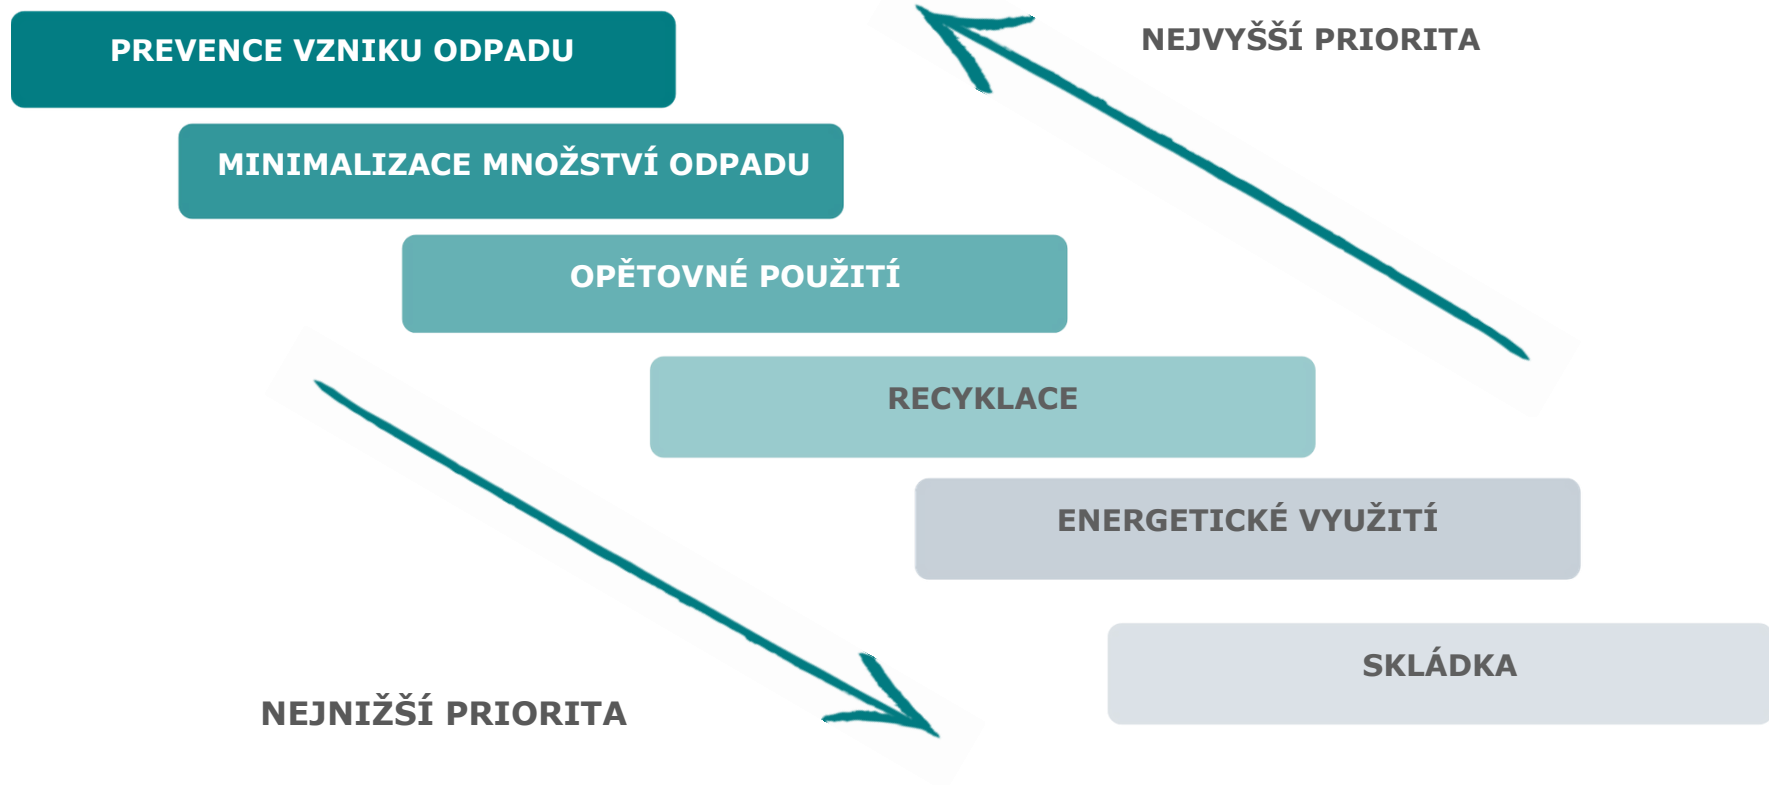 PREVENCE VZNIKU ODPADU
NEJVYŠŠÍ PRIORITA
MINIMALIZACE MNOŽSTVÍ ODPADU
OPĚTOVNÉ POUŽITÍ
RECYKLACE
ENERGETICKÉ VYUŽITÍ
SKLÁDKA
NEJNIŽŠÍ PRIORITA